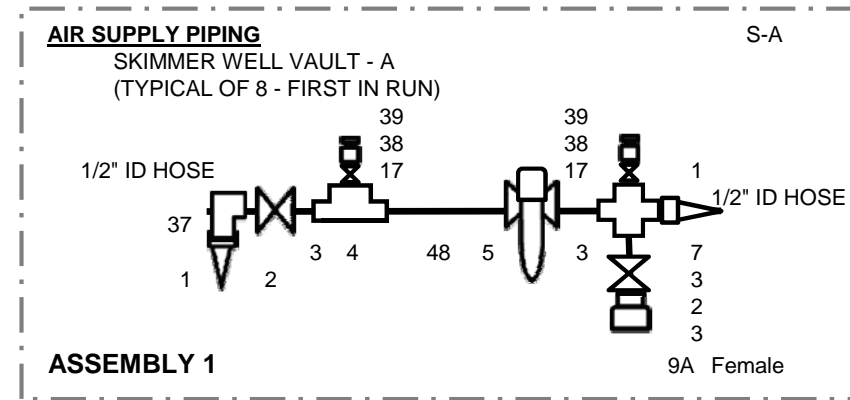 AIR SUPPLY PIPING S-A
SKIMMER WELL VAULT - A
(TYPICAL OF 8 - FIRST IN RUN)
39 39
38 38
1/2" ID HOSE 17 17 1
1/2" ID HOSE
37
3 4 48 5 3 7
1 2 3
2
3
ASSEMBLY 1 9A Female